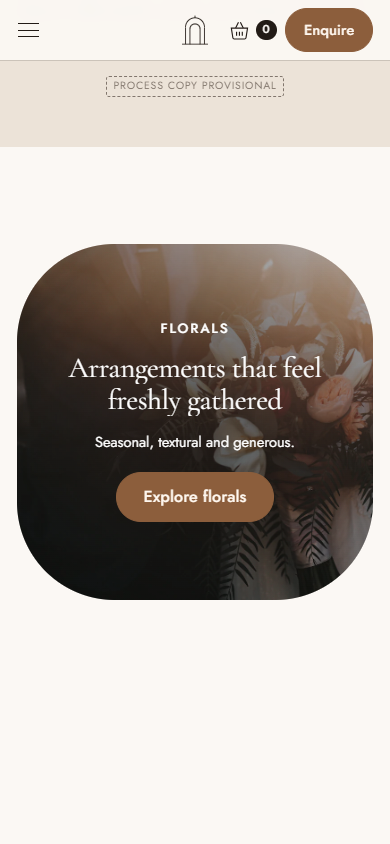 0
Enquire
PROCESS COPY PROVISIONAL
FLORALS
Arrangements that feel
freshly gathered
Seasonal, textural and generous.
Explore florals